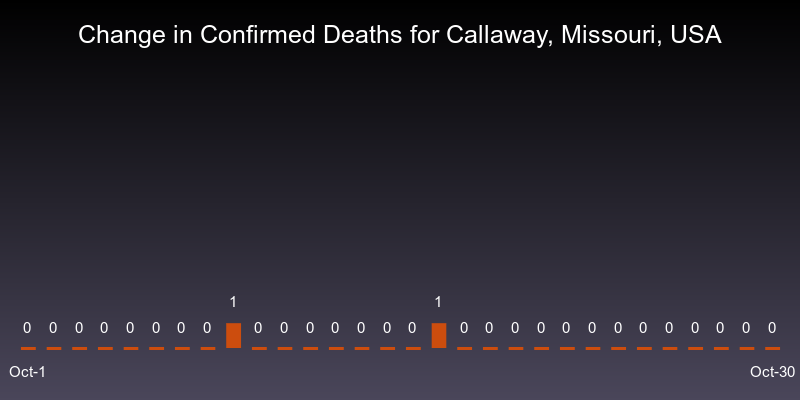 Change in Confirmed Deaths for Callaway, Missouri, USA
1 1
0 0 0 0 0 0 0 0 0 0 0 0 0 0 0 0 0 0 0 0 0 0 0 0 0 0 0 0
Oct-1 Oct-30